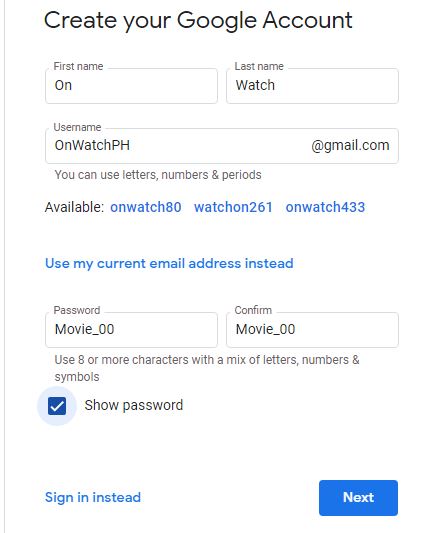 Create your Google Account
First name Last name
On Watch
Username
OnWatchPH @gmail.com
You can use letters, numbers & periods
Available: onwatch80 watchon261 onwatch433
Use my current email address instead
Password Confirm
Movie_00 Movie_00
Use 8 or more characters with a mix of letters, numbers &
symbols
Show password
Sign in instead Next